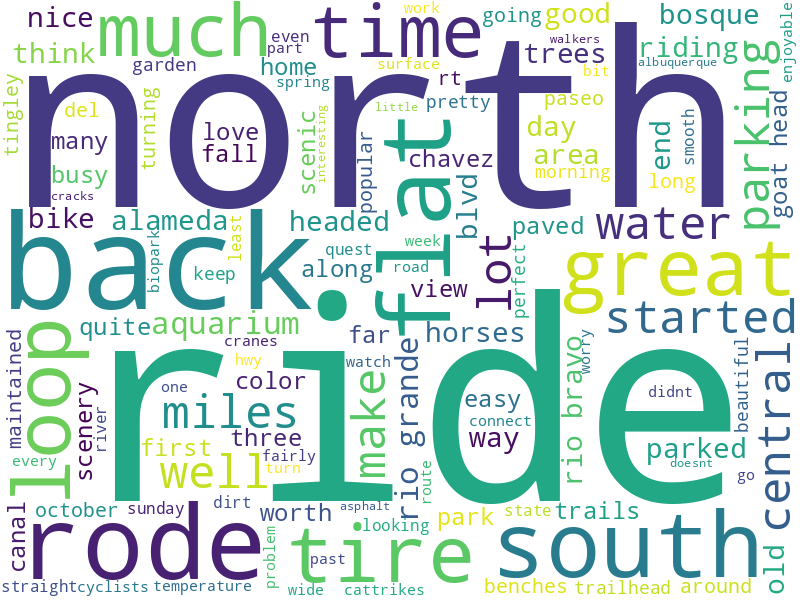 nice
much
even
time
work
going
good
bosque
think
part
walkers
riding
garden
home
surface
trees
albuquerque
enjoyable
north
spring
rt
bit
parking
tingley
del
turning
little
pretty
paseo
goat head
many
love
fall
scenic
interesting
popular
flat
chavez
day
area
end
smooth
morning
long
busy
cracks
bike
alameda
least
headed
blvd
paved
water
back
biopark
keep
quest
week
along
road
lot
perfect
great
view
started
quite
aquarium
cranes
far
horses
worry
loop
maintained
hwy
color
watch
make
rio grande
rio bravo
beautiful
central
scenery
river
one
miles
easy
connect
way
didnt
ride
three
first
fairly
turn
well
every
parked
doesnt
go
route
canal
october
sunday
dirt
worth
asphalt
looking
park
state
trails
rode
problem
tire
south
old
past
straight
cyclists
temperature
wide
cattrikes
benches
trailhead
around